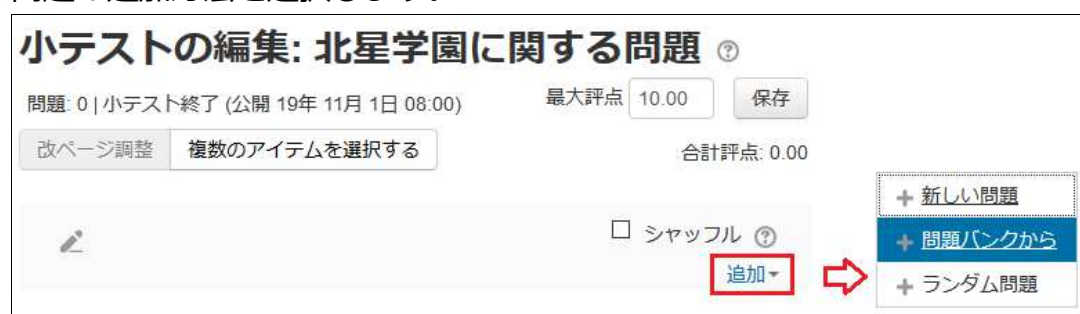 小テストの編集: 北星学園に関する問題
問題: 0 | 小テスト終了 (公開 19年 11月 1日 08:00)
最大評点 10.00 保存
改ページ調整 複数のアイテムを選択する
合計評点: 0.00
シャッフル
追加
新しい問題
問題バンクから
ランダム問題